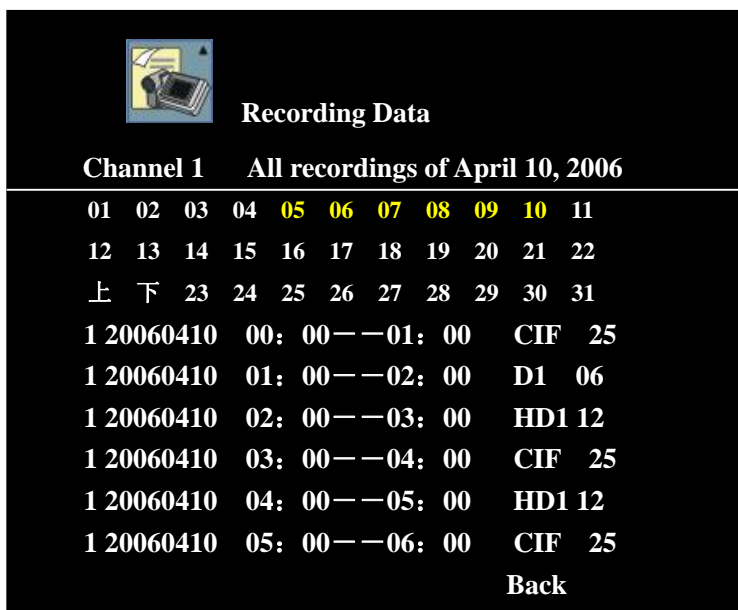 Recording Data
Channel 1 All recordings of April 10, 2006
01 02 03 04 05 06 07 08 09 10 11
12 13 14 15 16 17 18 19 20 21 22
上 下 23 24 25 26 27 28 29 30 31
1 20060410 00：00－－01：00 CIF 25
1 20060410 01：00－－02：00 D1 06
1 20060410 02：00－－03：00 HD1 12
1 20060410 03：00－－04：00 CIF 25
1 20060410 04：00－－05：00 HD1 12
1 20060410 05：00－－06：00 CIF 25
Back